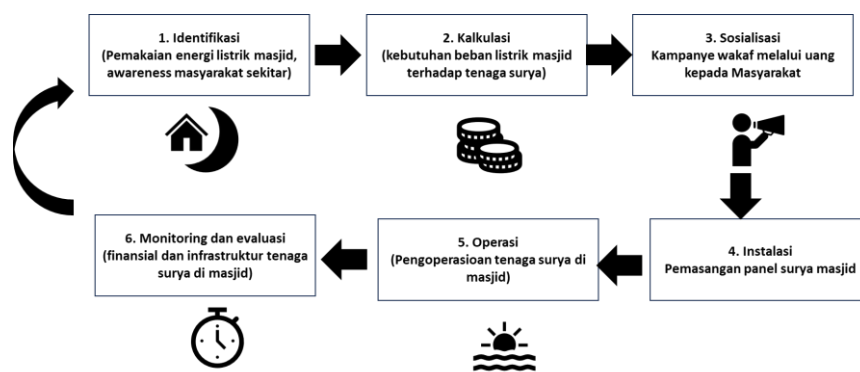 1. Identifikasi
(Pemakaian energi listrik masjid,
awareness masyarakat sekitar)
2. Kalkulasi
(kebutuhan beban listrik masjid
terhadap tenaga surya)
3. Sosialisasi
Kampanye wakaf melalui uang
kepada Masyarakat
4. Instalasi
Pemasangan panel surya masjid
5. Operasi
(Pengoperasioan tenaga surya di
masjid)
6. Monitoring dan evaluasi
(finansial dan infrastruktur tenaga
surya di masjid)